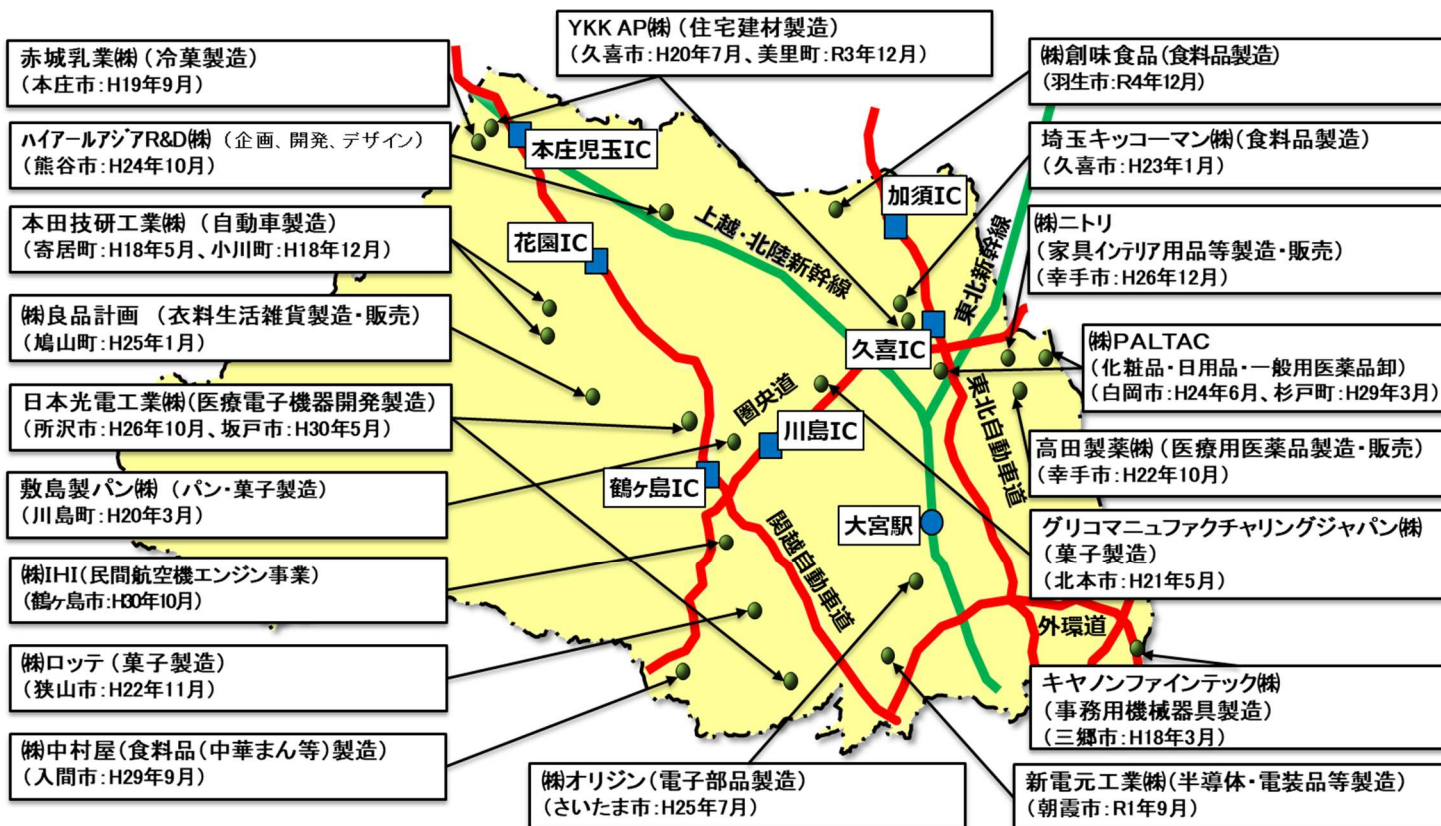 YKK AP㈱（住宅建材製造）
（久喜市:H20年7月、美里町:R3年12月）
赤城乳業㈱（冷菓製造）
（本庄市:H19年9月）
ハイアールアジアR&D㈱（企画、開発、デザイン）
（熊谷市:H24年10月）
本田技研工業㈱（自動車製造）
（寄居町:H18年5月、小川町:H18年12月）
㈱良品計画（衣料生活雑貨製造・販売）
（鳩山町:H25年1月）
日本光電工業㈱（医療電子機器開発製造）
（所沢市:H26年10月、坂戸市:H30年5月）
敷島製パン㈱（パン・菓子製造）
（川島町:H20年3月）
㈱IHI（民間航空機エンジン事業）
（鶴ヶ島市:H30年10月）
㈱ロッテ（菓子製造）
（狭山市:H22年11月）
㈱中村屋（食料品（中華まん等）製造）
（入間市:H29年9月）
本庄児玉IC
花園IC
上越・北陸新幹線
加須IC
東北新幹線
久喜IC
圏央道
川島IC
鶴ヶ島IC
東北自動車道
大宮駅
関越自動車道
外環道
㈱創味食品（食料品製造）
（羽生市:R4年12月）
埼玉キッコーマン㈱（食料品製造）
（久喜市:H23年1月）
㈱ニトリ
（家具インテリア用品等製造・販売）
（幸手市:H26年12月）
㈱PALTAC
（化粧品・日用品・一般用医薬品卸）
（白岡市:H24年6月、杉戸町:H29年3月）
高田製薬㈱（医療用医薬品製造・販売）
（幸手市:H22年10月）
グリコマニュファクチャリングジャパン㈱
（菓子製造）
（北本市:H21年5月）
キヤノンファインテック㈱
（事務用機械器具製造）
（三郷市:H18年3月）
㈱オリジン（電子部品製造）
（さいたま市:H25年7月）
新電元工業㈱（半導体・電装品等製造）
（朝霞市:R1年9月）